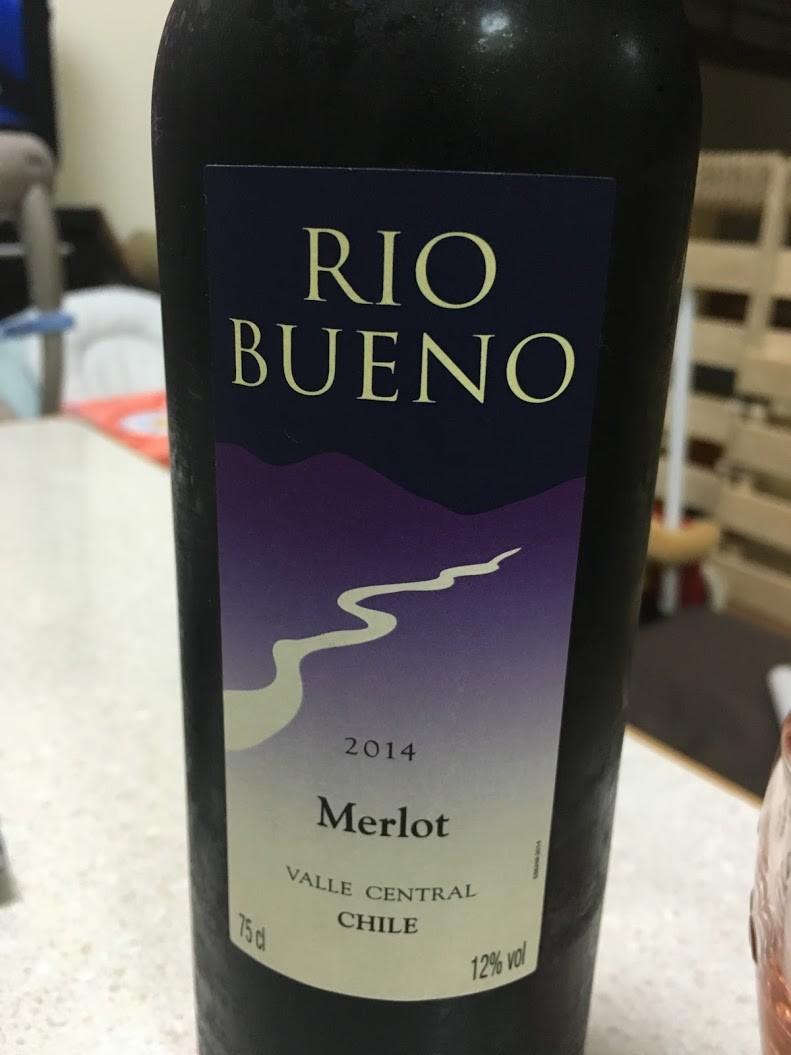 RIO
BUENO
2014
Merlot
VALLE CENTRAL
CHILE
75 cl
12% vol